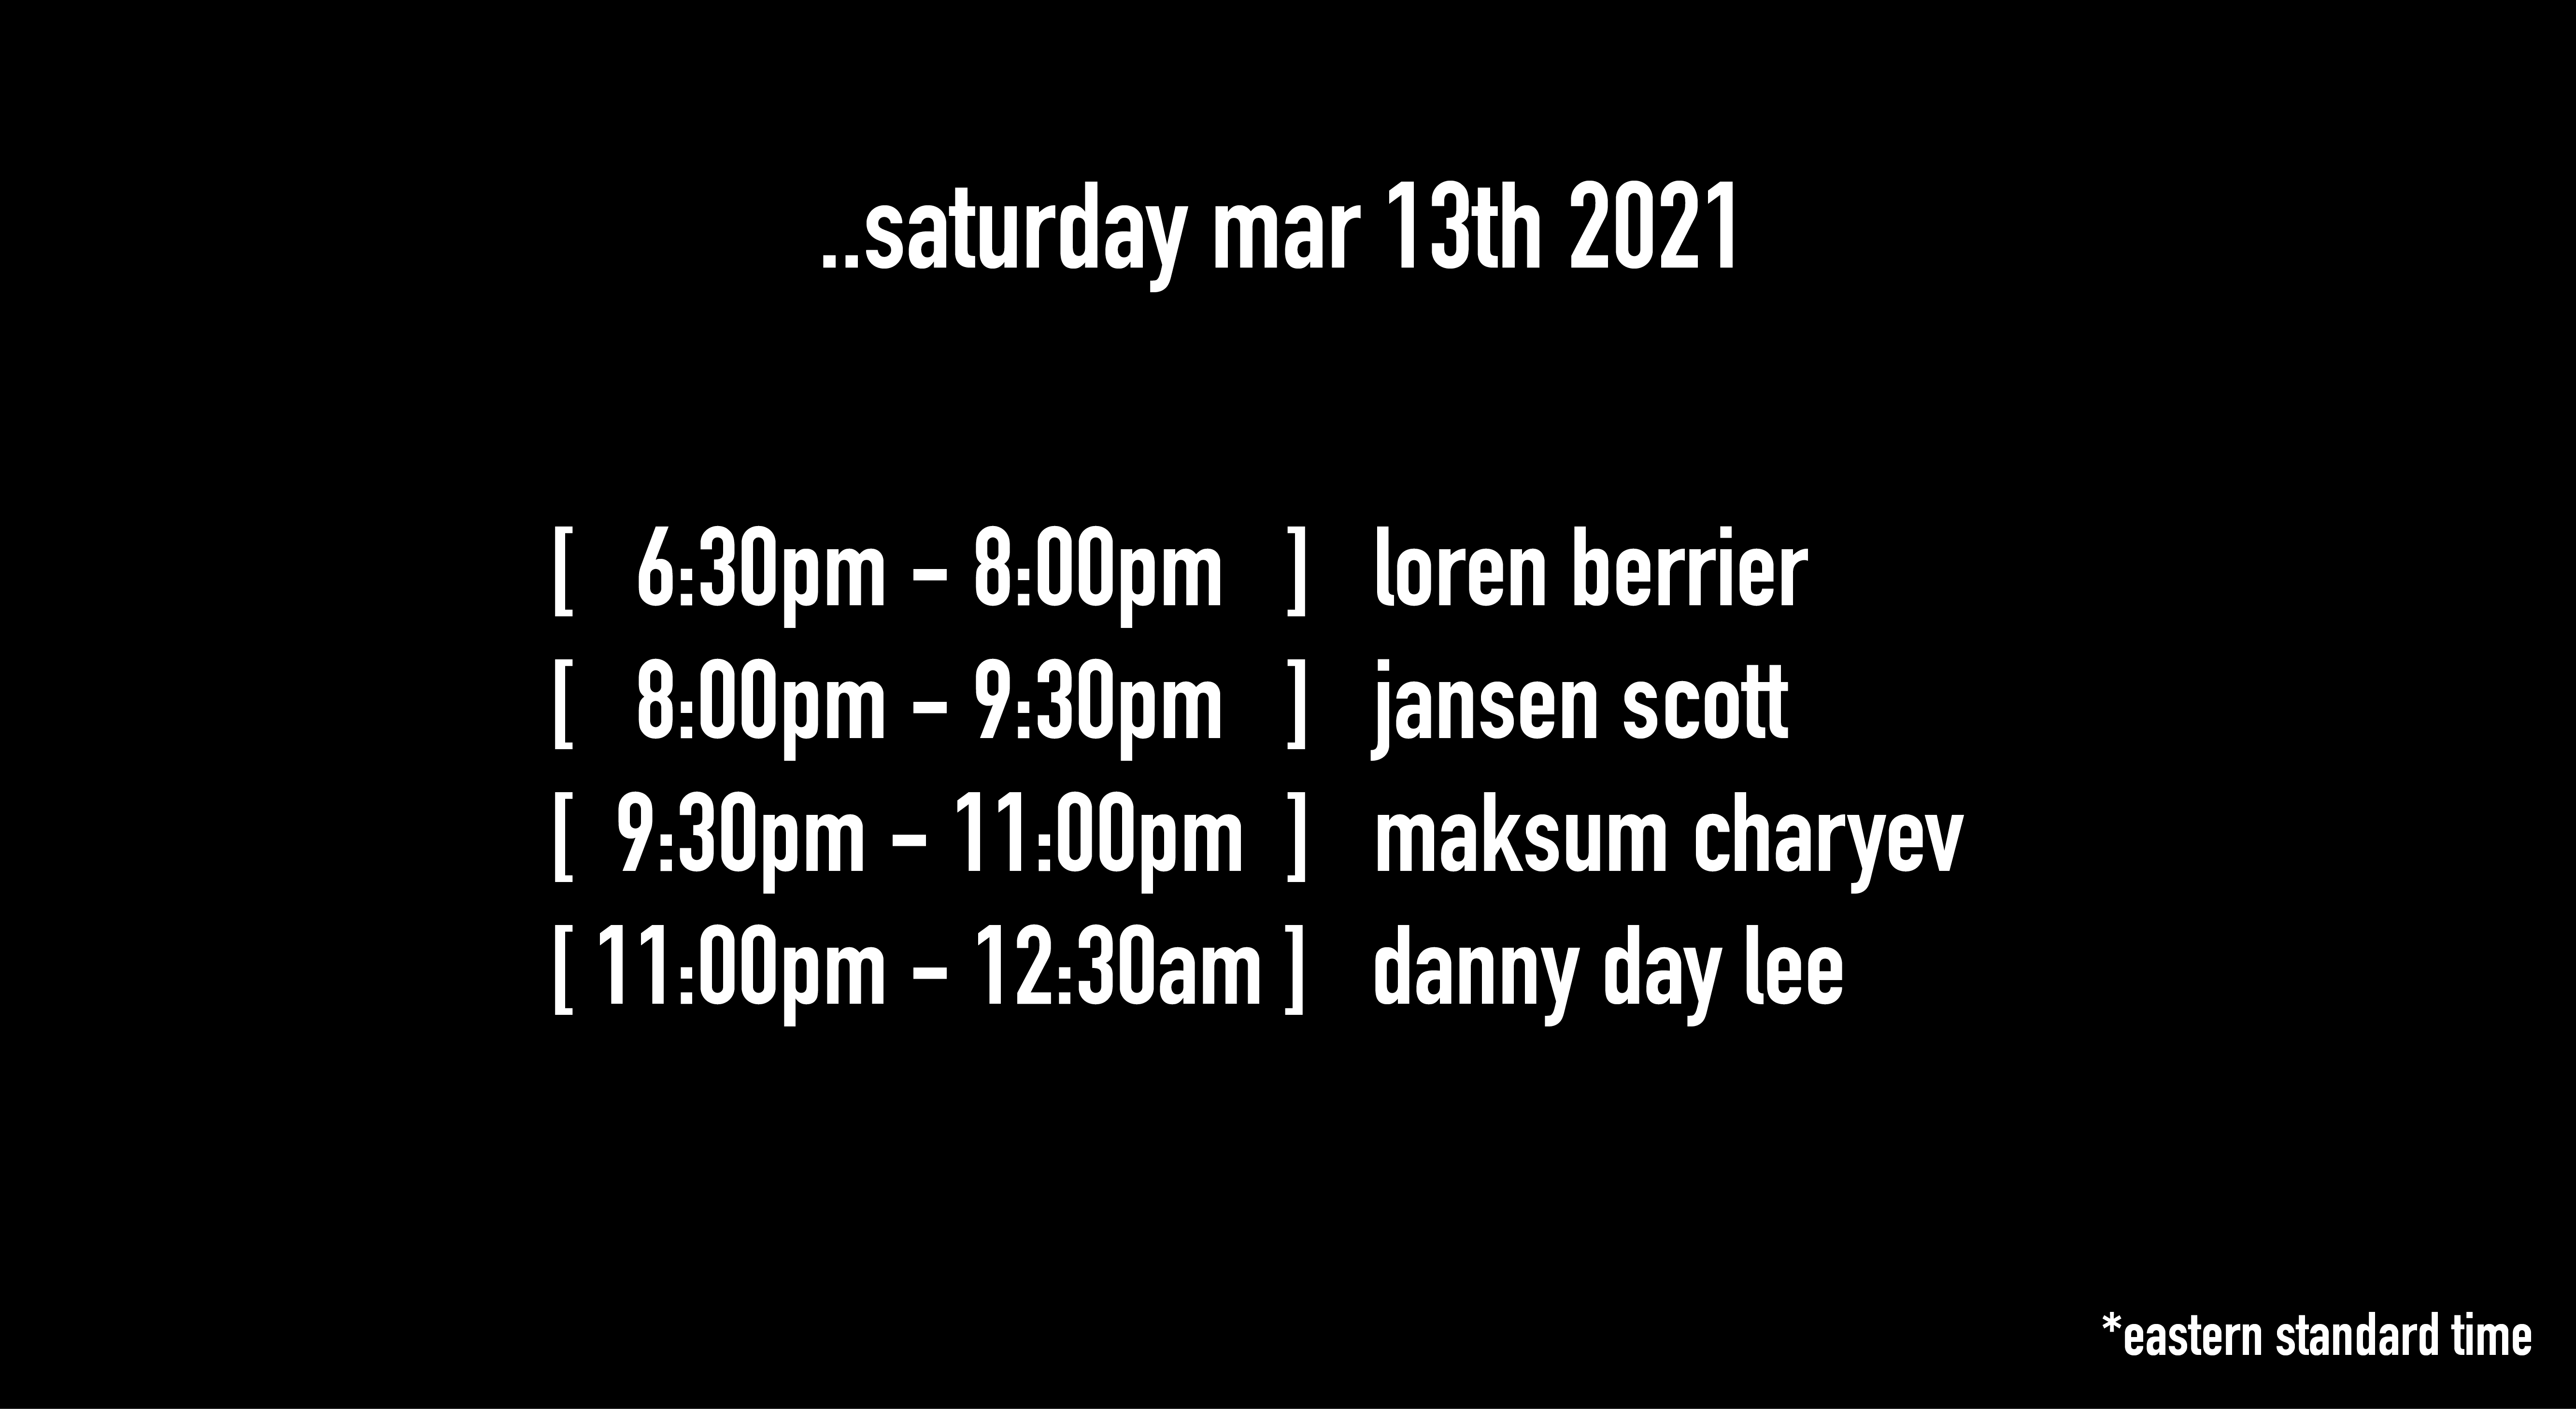 ..saturday mar 13th 2021
[ 6:30pm – 8:00pm ] loren berrier
[ 8:00pm – 9:30pm ] jansen scott
[ 9:30pm – 11:00pm ] maksum charyev
[ 11:00pm – 12:30am ] danny day lee
*eastern standard time